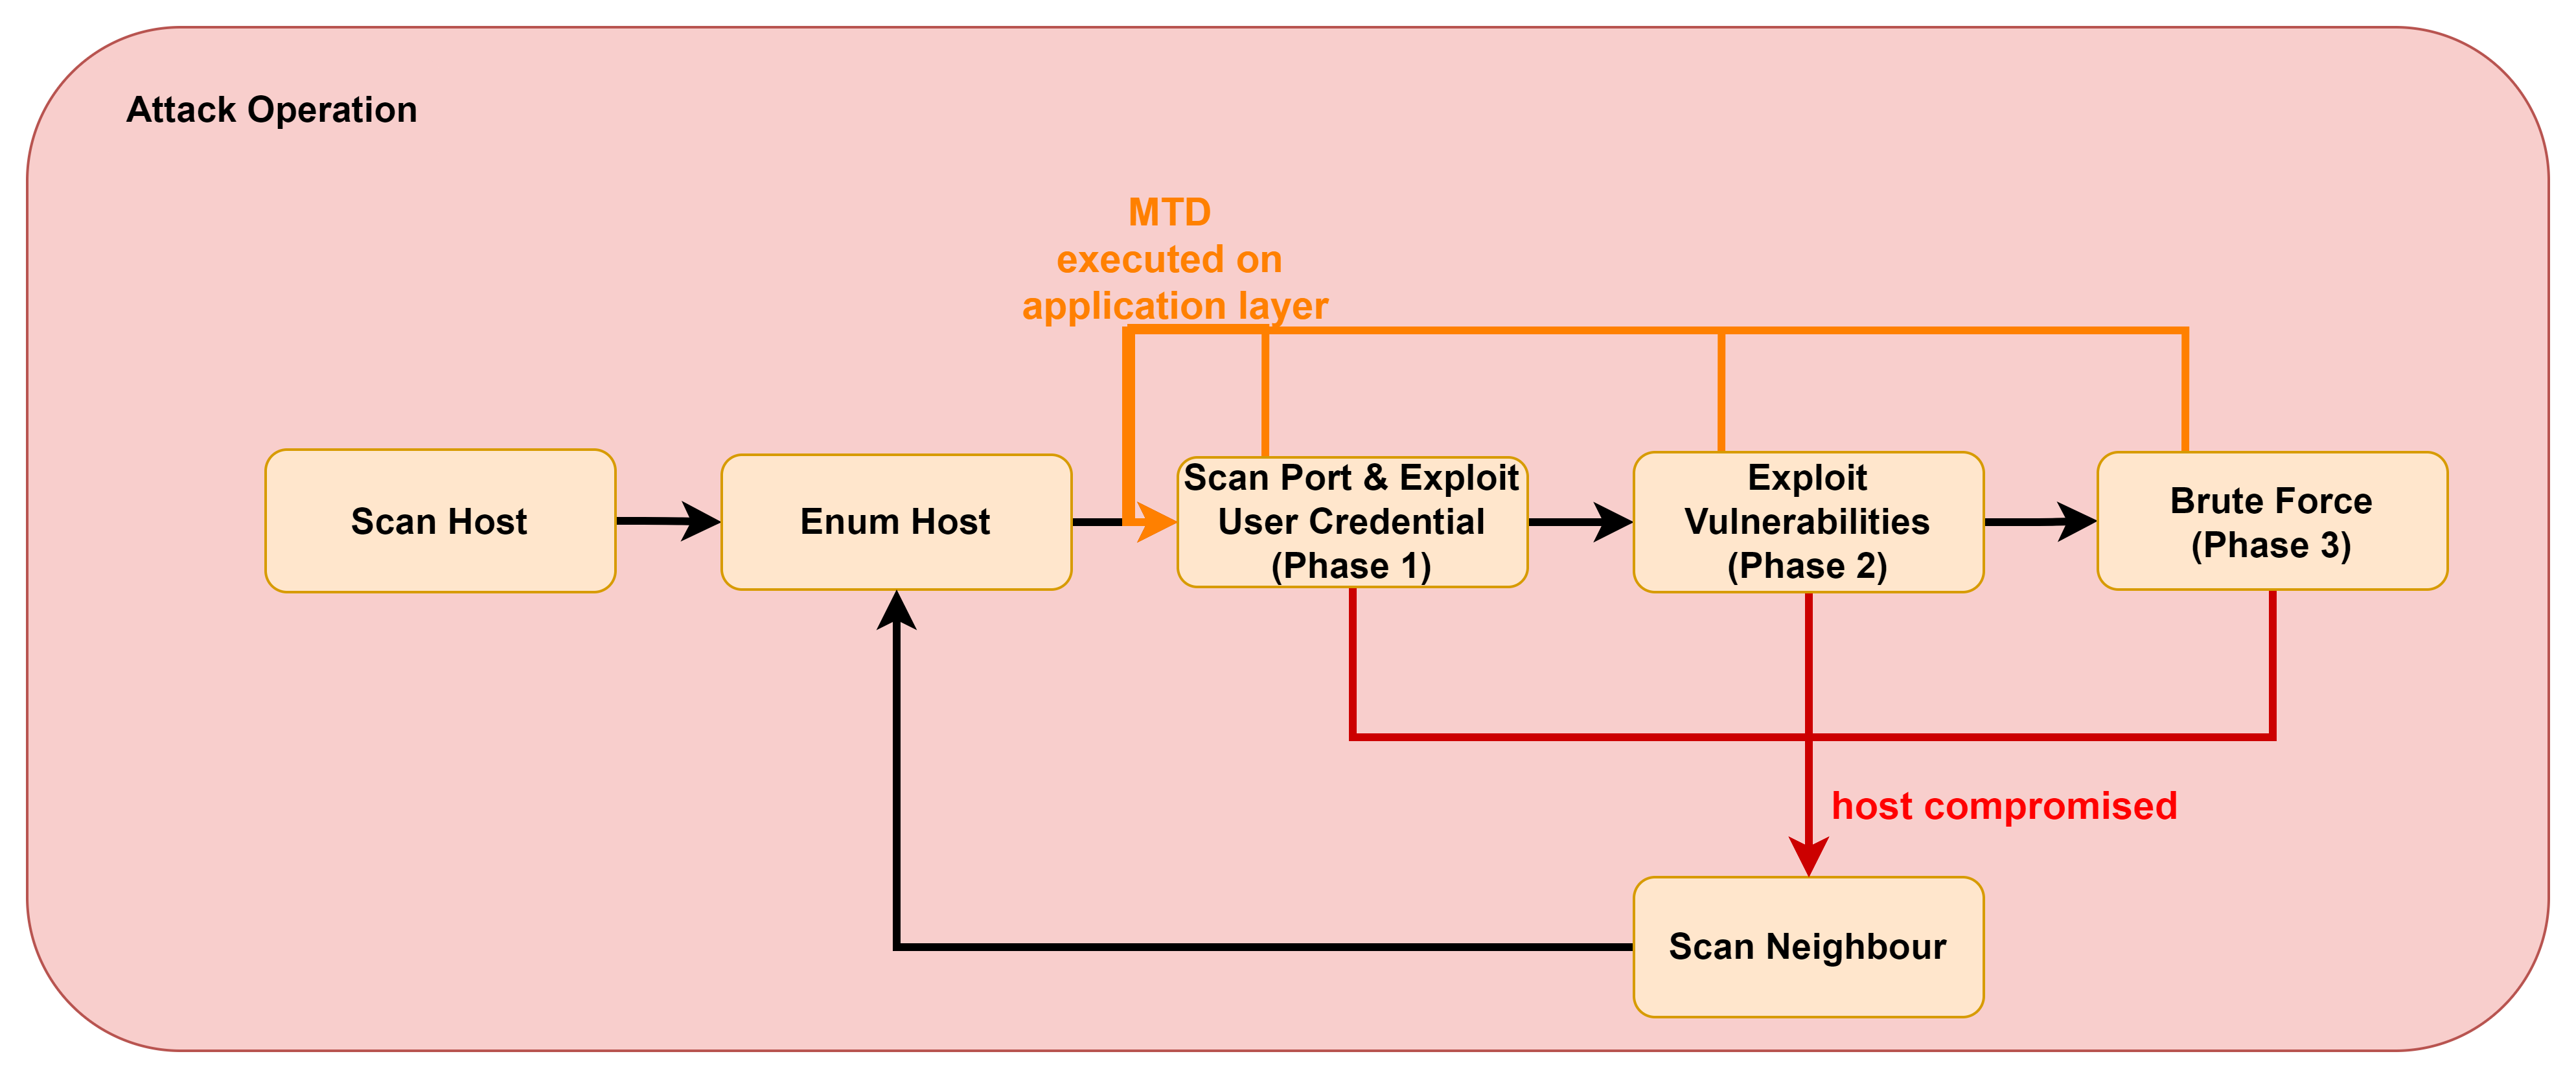 Attack Operation
MTD
executed on
application layer
Scan Host
Enum Host
Scan Port & Exploit
User Credential
(Phase 1)
Exploit
Vulnerabilities
(Phase 2)
Brute Force
(Phase 3)
host compromised
Scan Neighbour